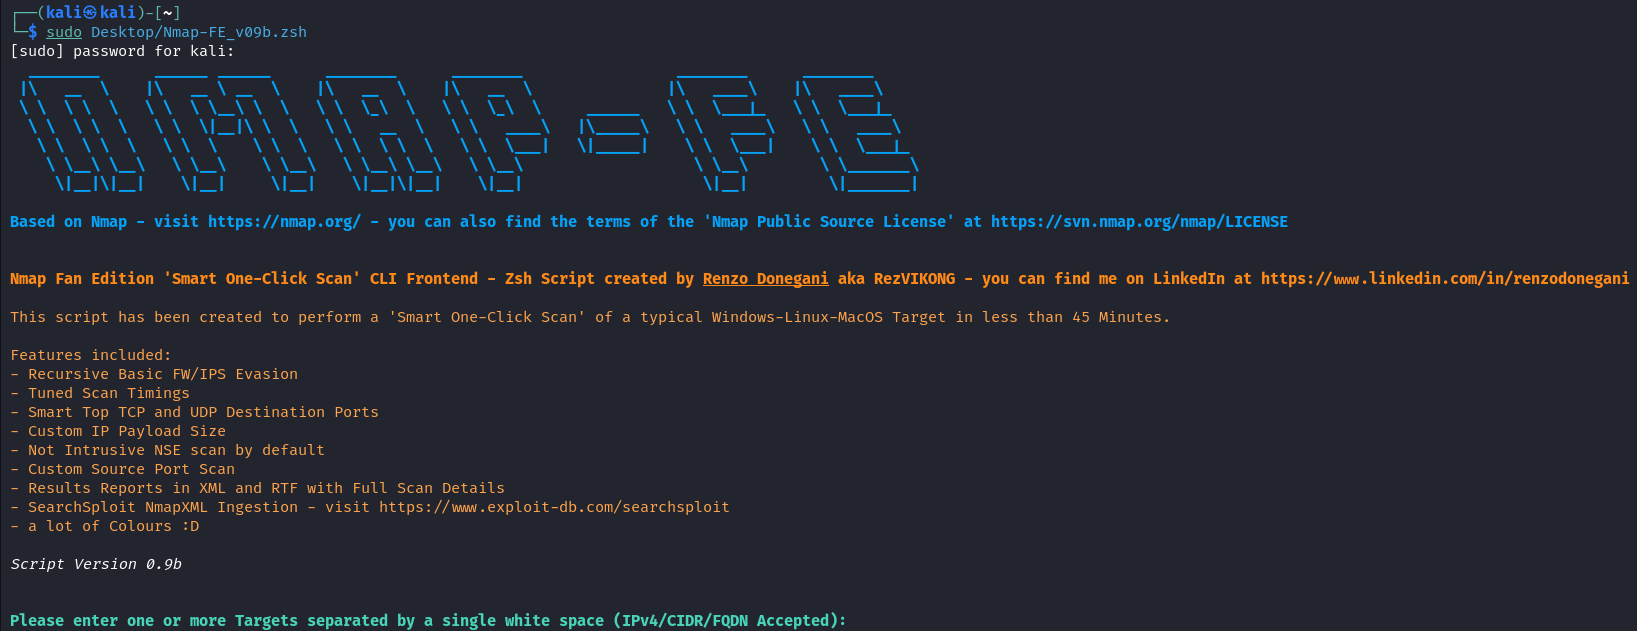 ┌──(kali㉿kali)-[~]
└─$ sudo Desktop/Nmap-FE_v09b.zsh
[sudo] password for kali:
NMAP-FE
Based on Nmap - visit https://nmap.org/ - you can also find the terms of the 'Nmap Public Source License' at https://svn.nmap.org/nmap/LICENSE
Nmap Fan Edition 'Smart One-Click Scan' CLI Frontend - Zsh Script created by Renzo Donegani aka RezVIKONG - you can find me on LinkedIn at https://www.linkedin.com/in/renzodonegani
This script has been created to perform a 'Smart One-Click Scan' of a typical Windows-Linux-MacOS Target in less than 45 Minutes.
Features included:
- Recursive Basic FW/IPS Evasion
- Tuned Scan Timings
- Smart Top TCP and UDP Destination Ports
- Custom IP Payload Size
- Not Intrusive NSE scan by default
- Custom Source Port Scan
- Results Reports in XML and RTF with Full Scan Details
- SearchSploit NmapXML Ingestion - visit https://www.exploit-db.com/searchsploit
- a lot of Colours :D
Script Version 0.9b
Please enter one or more Targets separated by a single white space (IPv4/CIDR/FQDN Accepted):